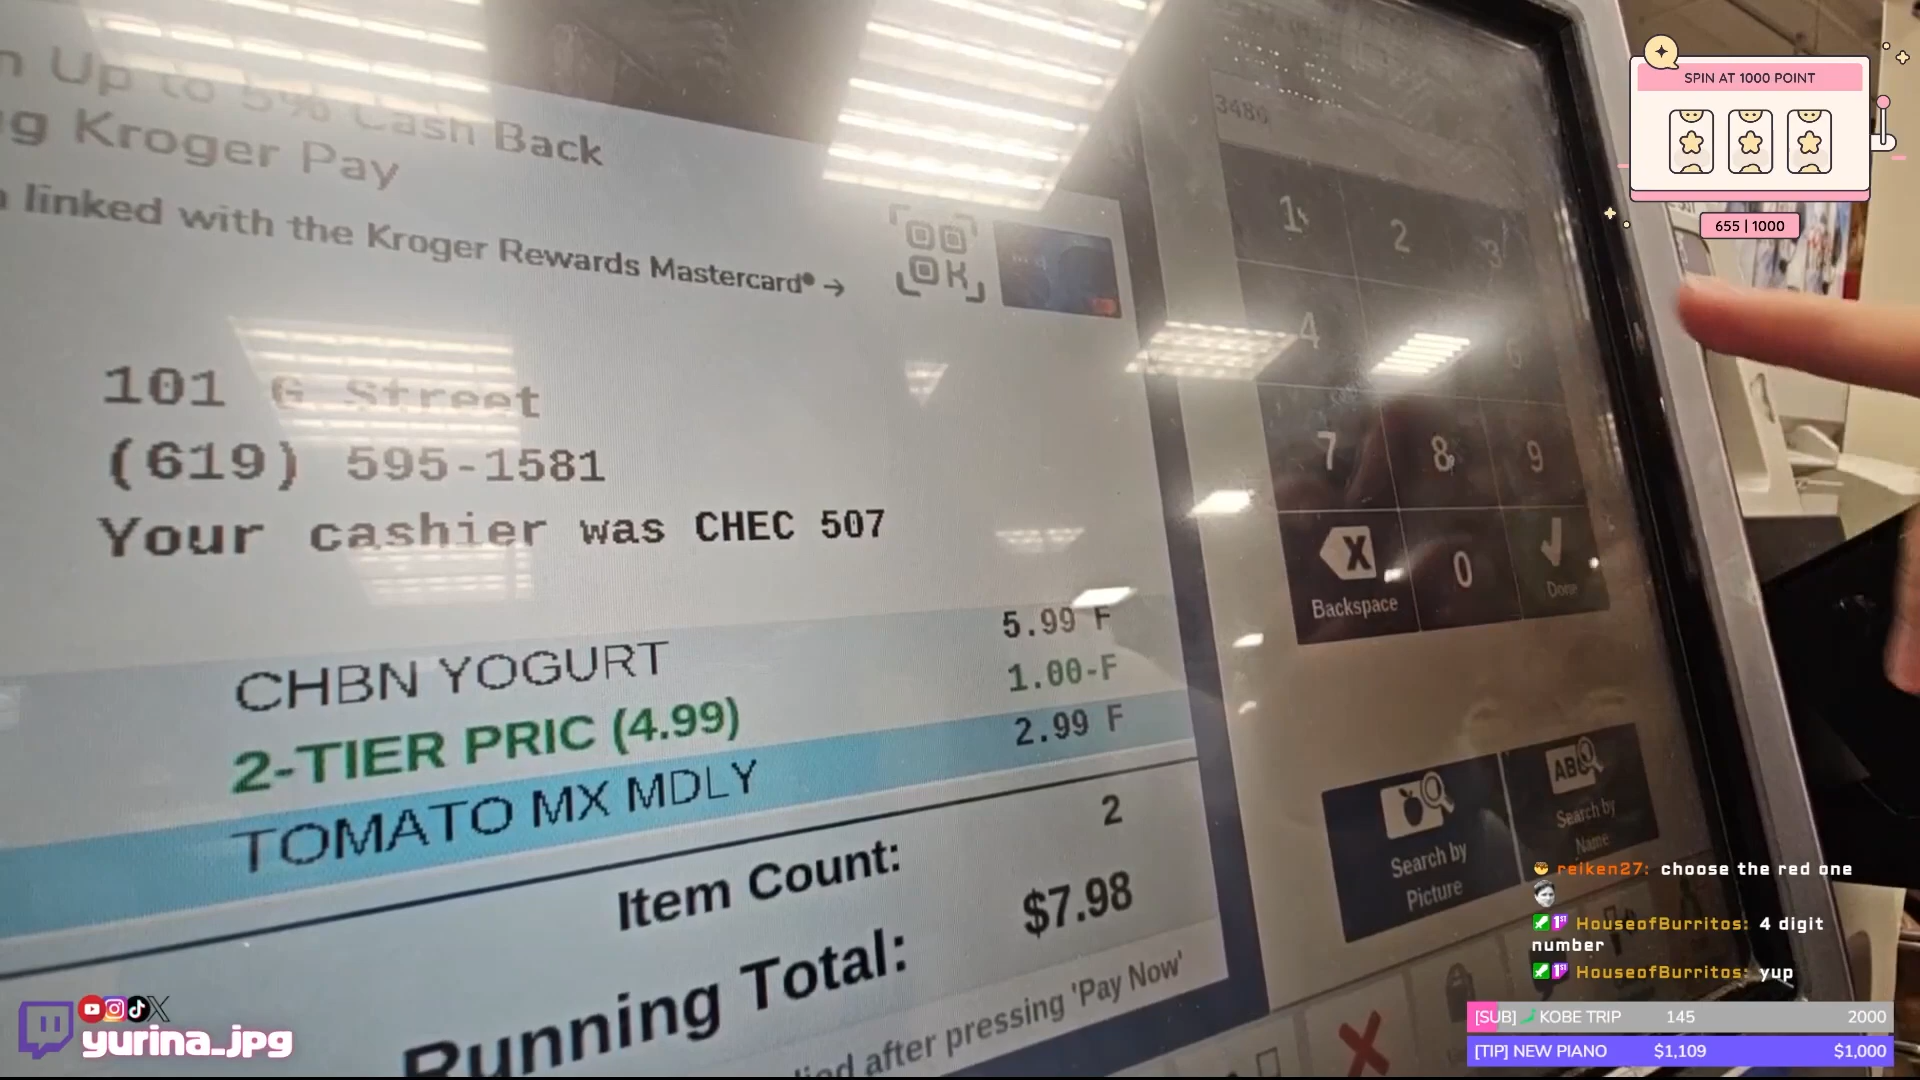 Up to 5% Cash Back
g Kroger Pay
linked with the Kroger Rewards Mastercard® →
101 G Street
(619) 595-1581
Your cashier was CHEC 507
CHBN YOGURT 5.99 F
2-TIER PRIC (4.99) 1.00-F
TOMATO MX MDLY 2.99 F
Item Count: 2
Running Total: $7.98
after pressing 'Pay Now'
3486
1 2 3
4 6
7 8 9
Backspace 0 Done
Search by Picture
ABC Search by Name
SPIN AT 1000 POINT
655 | 1000
reiken27: choose the red one
HouseofBurritos: 4 digit
number
HouseofBurritos: yup
[SUB] KOBE TRIP 145 2000
[TIP] NEW PIANO $1,109 $1,000
yurina_jpg